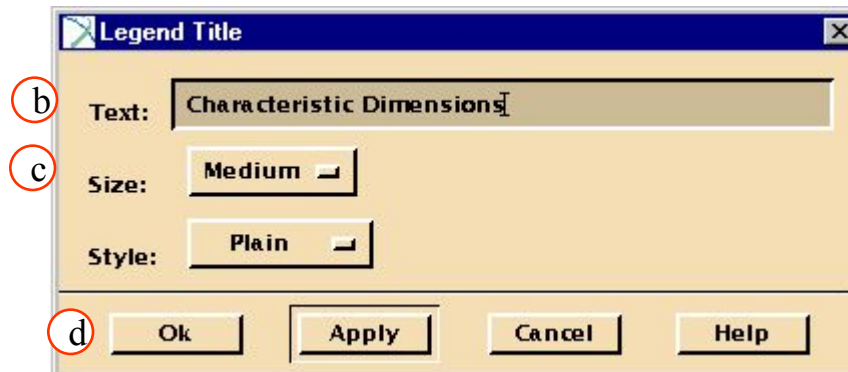 Legend Title
b Text: Characteristic Dimensions
c Size: Medium
Style: Plain
d Ok Apply Cancel Help